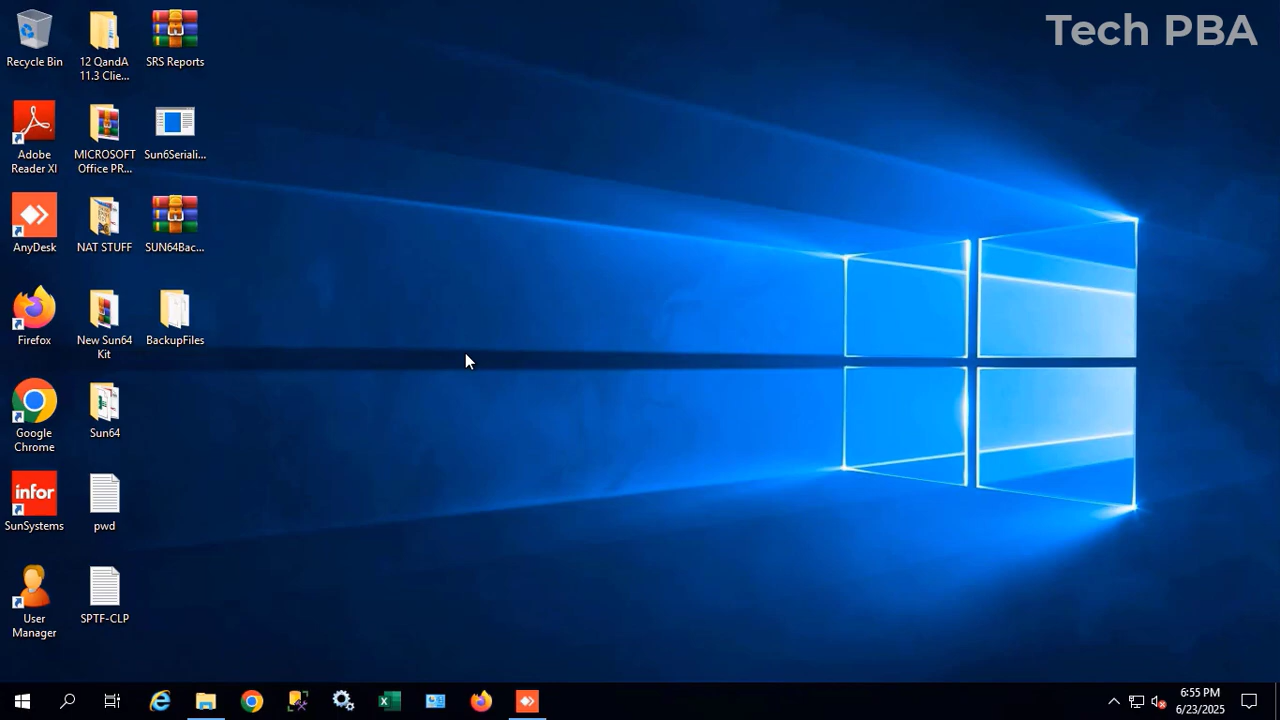 Tech PBA
Recycle Bin
12 QandA
11.3 Clie...
SRS Reports
Adobe
Reader XI
MICROSOFT
Office PR...
Sun6Seriali...
AnyDesk
NAT STUFF
SUN64Bac...
Firefox
New Sun64
Kit
BackupFiles
Google
Chrome
Sun64
infor
SunSystems
pwd
User
Manager
SPTF-CLP
6:55 PM
6/23/2025